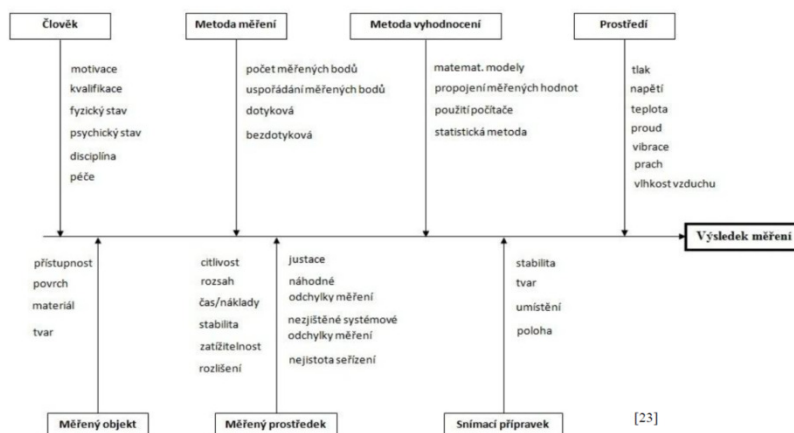 Člověk
Metoda měření
Metoda vyhodnocení
Prostředí
motivace
kvalifikace
fyzický stav
psychický stav
disciplína
péče
počet měřených bodů
uspořádání měřených bodů
dotyková
bezdotyková
matemat. modely
propojení měřených hodnot
použití počítače
statistická metoda
tlak
napětí
teplota
proud
vibrace
prach
vlhkost vzduchu
Výsledek měření
přístupnost
povrch
materiál
tvar
citlivost
rozsah
čas/náklady
stabilita
zatížitelnost
rozlišení
justace
náhodné
odchylky měření
nezjištěné systémové
odchylky měření
nejistota seřízení
stabilita
tvar
umístění
poloha
Měřený objekt
Měřený prostředek
Snímací přípravek
[23]